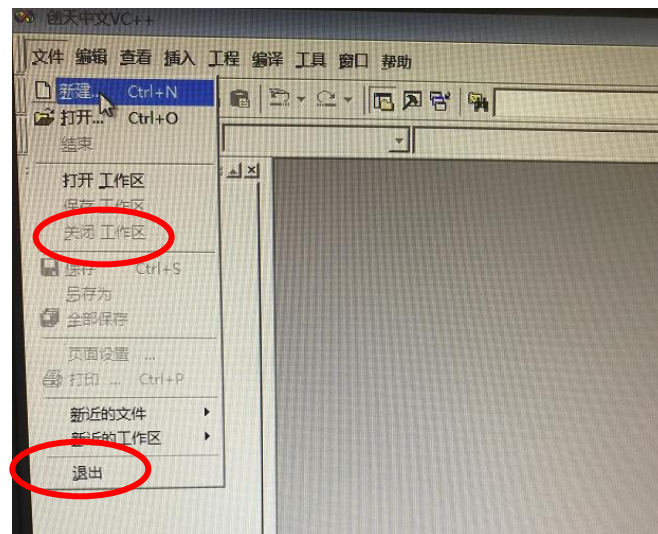 创天中文VC++
文件 编辑 查看 插入 工程 编译 工具 窗口 帮助
新建... Ctrl+N
打开... Ctrl+O
结束
打开 工作区
保存 工作区
关闭 工作区
保存 Ctrl+S
另存为
全部保存
页面设置 ...
打印 ... Ctrl+P
新近的文件
新近的工作区
退出